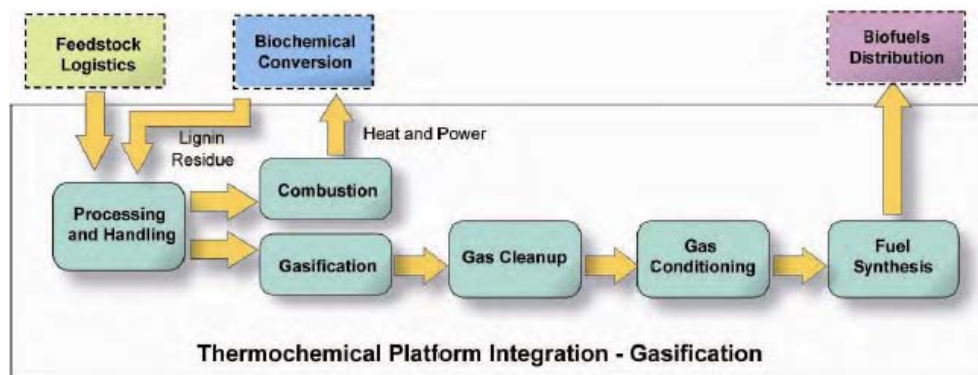 Feedstock
Logistics
Biochemical
Conversion
Biofuels
Distribution
Lignin
Residue
Heat and Power
Processing
and Handling
Combustion
Gasification
Gas Cleanup
Gas
Conditioning
Fuel
Synthesis
Thermochemical Platform Integration - Gasification